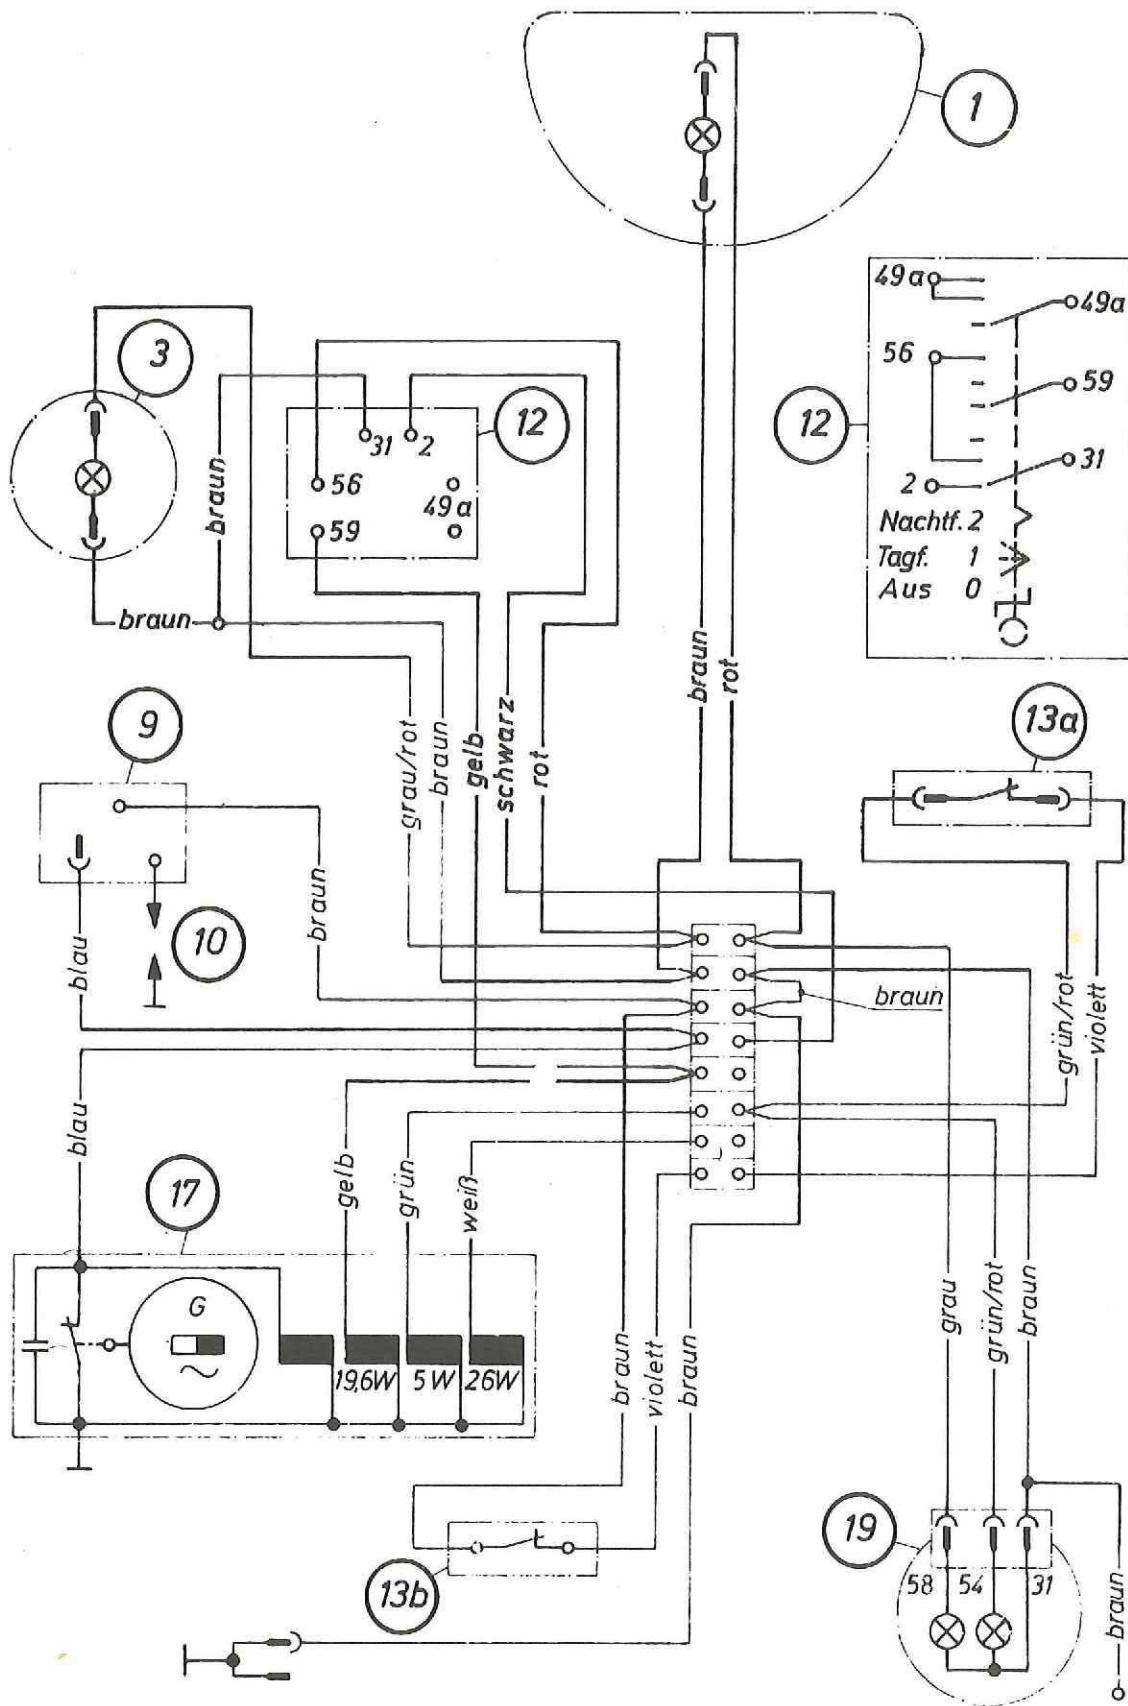 1
3
12
31
2
56
49a
59
braun
braun
12
49a
49a
56
59
31
2
Nachtf. 2
Tagf. 1
Aus 0
9
10
blau
braun
grau/rot
braun
gelb
schwarz
rot
braun
rot
13a
braun
grün/rot
violett
blau
17
gelb
grün
weiß
G
19,6W
5W
26W
braun
violett
braun
grau
grün/rot
braun
13b
19
58
54
31
braun